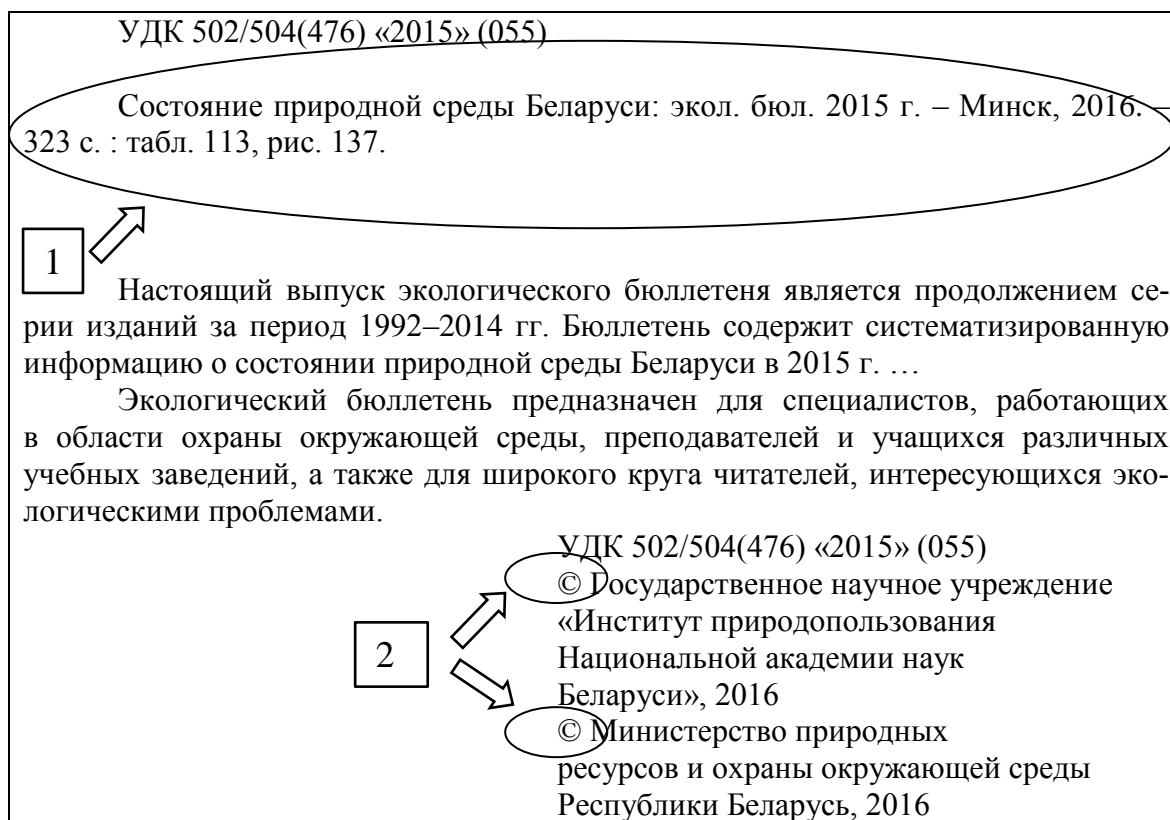 УДК 502/504(476) «2015» (055)
Состояние природной среды Беларуси: экол. бюл. 2015 г. – Минск, 2016. –
323 с. : табл. 113, рис. 137.
1
Настоящий выпуск экологического бюллетеня является продолжением се-
рии изданий за период 1992–2014 гг. Бюллетень содержит систематизированную
информацию о состоянии природной среды Беларуси в 2015 г. …
Экологический бюллетень предназначен для специалистов, работающих
в области охраны окружающей среды, преподавателей и учащихся различных
учебных заведений, а также для широкого круга читателей, интересующихся эко-
логическими проблемами.
УДК 502/504(476) «2015» (055)
© Государственное научное учреждение
«Институт природопользования
2
Национальной академии наук
Беларуси», 2016
© Министерство природных
ресурсов и охраны окружающей среды
Республики Беларусь, 2016